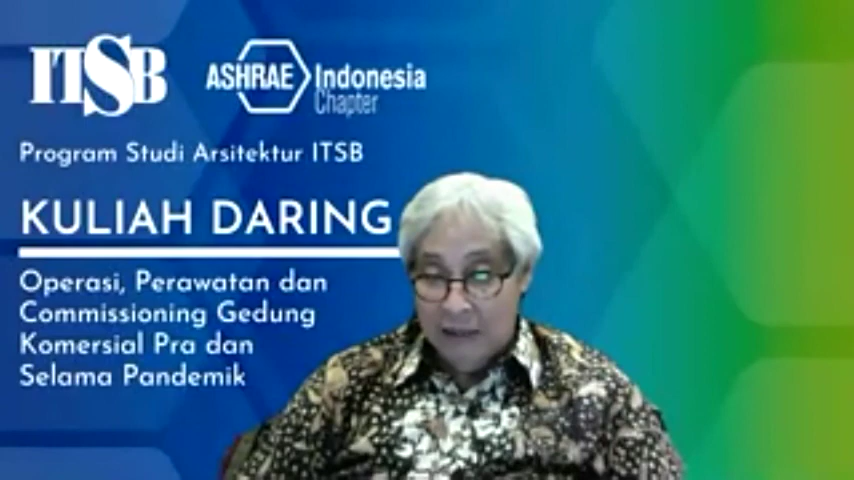 ITSB
ASHRAE Indonesia
Chapter
Program Studi Arsitektur ITSB
KULIAH DARING
Operasi, Perawatan dan
Commissioning Gedung
Komersial Pra dan
Selama Pandemik